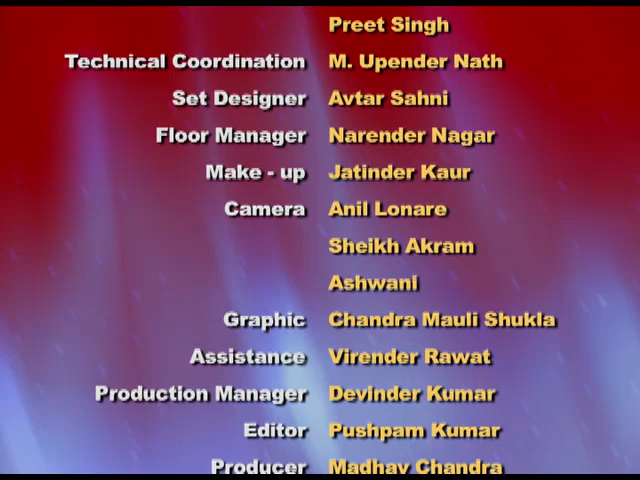 Preet Singh
Technical Coordination M. Upender Nath
Set Designer Avtar Sahni
Floor Manager Narender Nagar
Make - up Jatinder Kaur
Camera Anil Lonare
Sheikh Akram
Ashwani
Graphic Chandra Mauli Shukla
Assistance Virender Rawat
Production Manager Devinder Kumar
Editor Pushpam Kumar
Producer Madhav Chandra